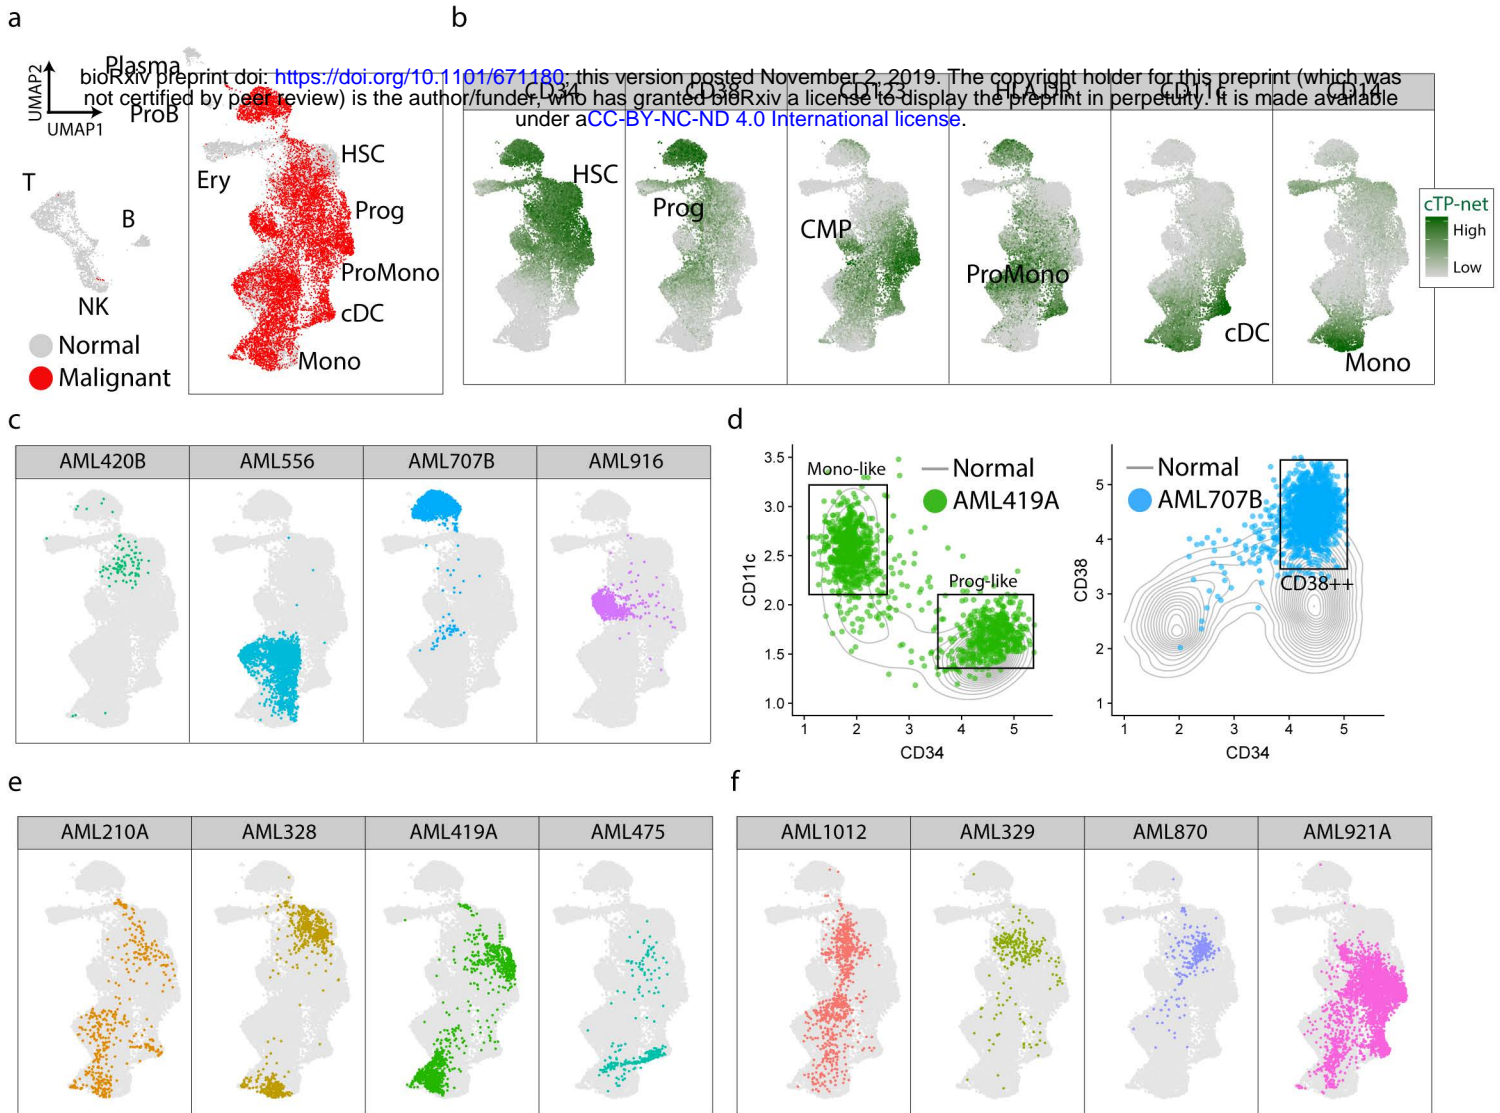 a
b
Plasma
bioRxiv preprint doi: https://doi.org/10.1101/671180; this version posted November 2, 2019. The copyright holder for this preprint (which was
not certified by peer review) is the author/funder, who has granted bioRxiv a license to display the preprint in perpetuity. It is made available
under aCC-BY-NC-ND 4.0 International license.
UMAP2
UMAP1
ProB
HSC
Ery
Prog
T
B
ProMono
NK
cDC
Mono
Normal
Malignant
CD34 CD38 CD123 HLA.DR CD11c CD14
HSC
Prog
CMP
ProMono
cDC
Mono
cTP-net
High
Low
c
AML420B AML556 AML707B AML916
d
3.5
3.0
2.5
2.0
1.5
1.0
CD11c
Mono-like
Normal
AML419A
Prog-like
1 2 3 4 5
CD34
5
4
3
2
1
CD38
Normal
AML707B
CD38++
1 2 3 4 5
CD34
e
AML210A AML328 AML419A AML475
f
AML1012 AML329 AML870 AML921A